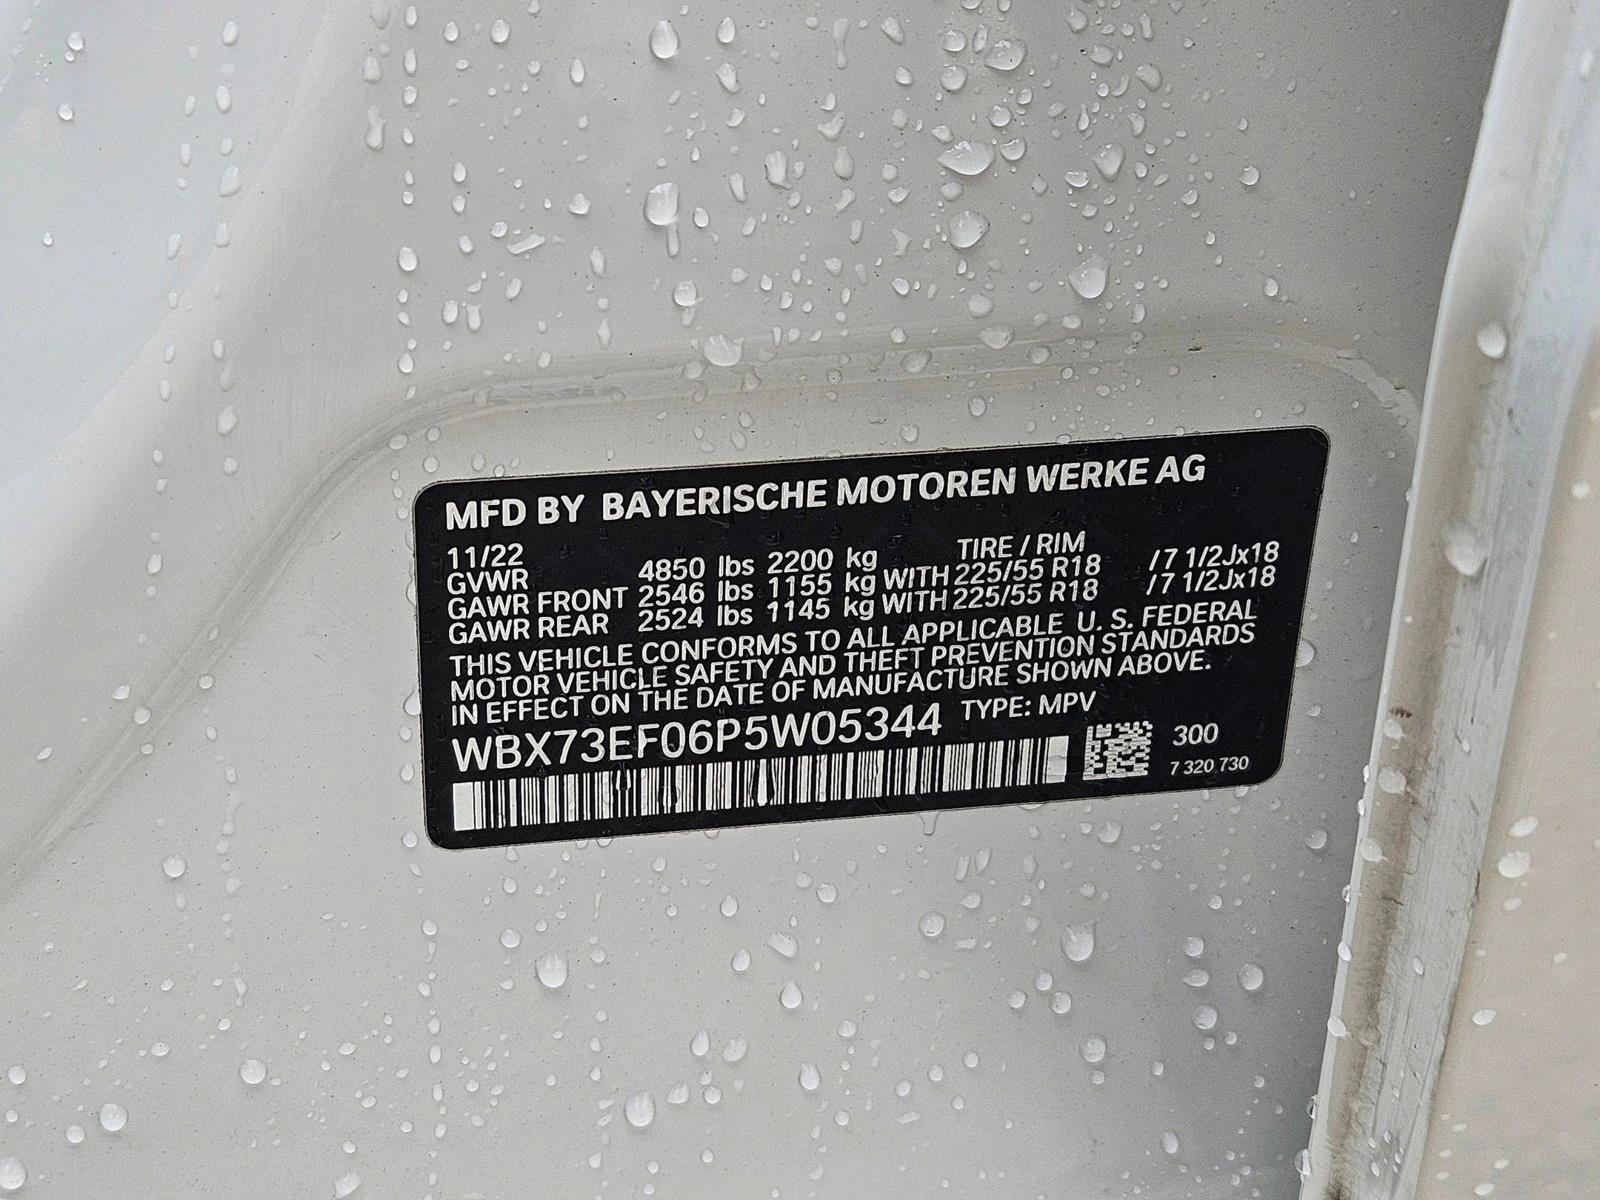 MFD BY BAYERISCHE MOTOREN WERKE AG
11/22 TIRE / RIM
GVWR 4850 lbs 2200 kg
GAWR FRONT 2546 lbs 1155 kg WITH 225/55 R18 /7 1/2Jx18
GAWR REAR 2524 lbs 1145 kg WITH 225/55 R18 /7 1/2Jx18
THIS VEHICLE CONFORMS TO ALL APPLICABLE U. S. FEDERAL
MOTOR VEHICLE SAFETY AND THEFT PREVENTION STANDARDS
IN EFFECT ON THE DATE OF MANUFACTURE SHOWN ABOVE.
WBX73EF06P5W05344 TYPE: MPV
300
7 320 730